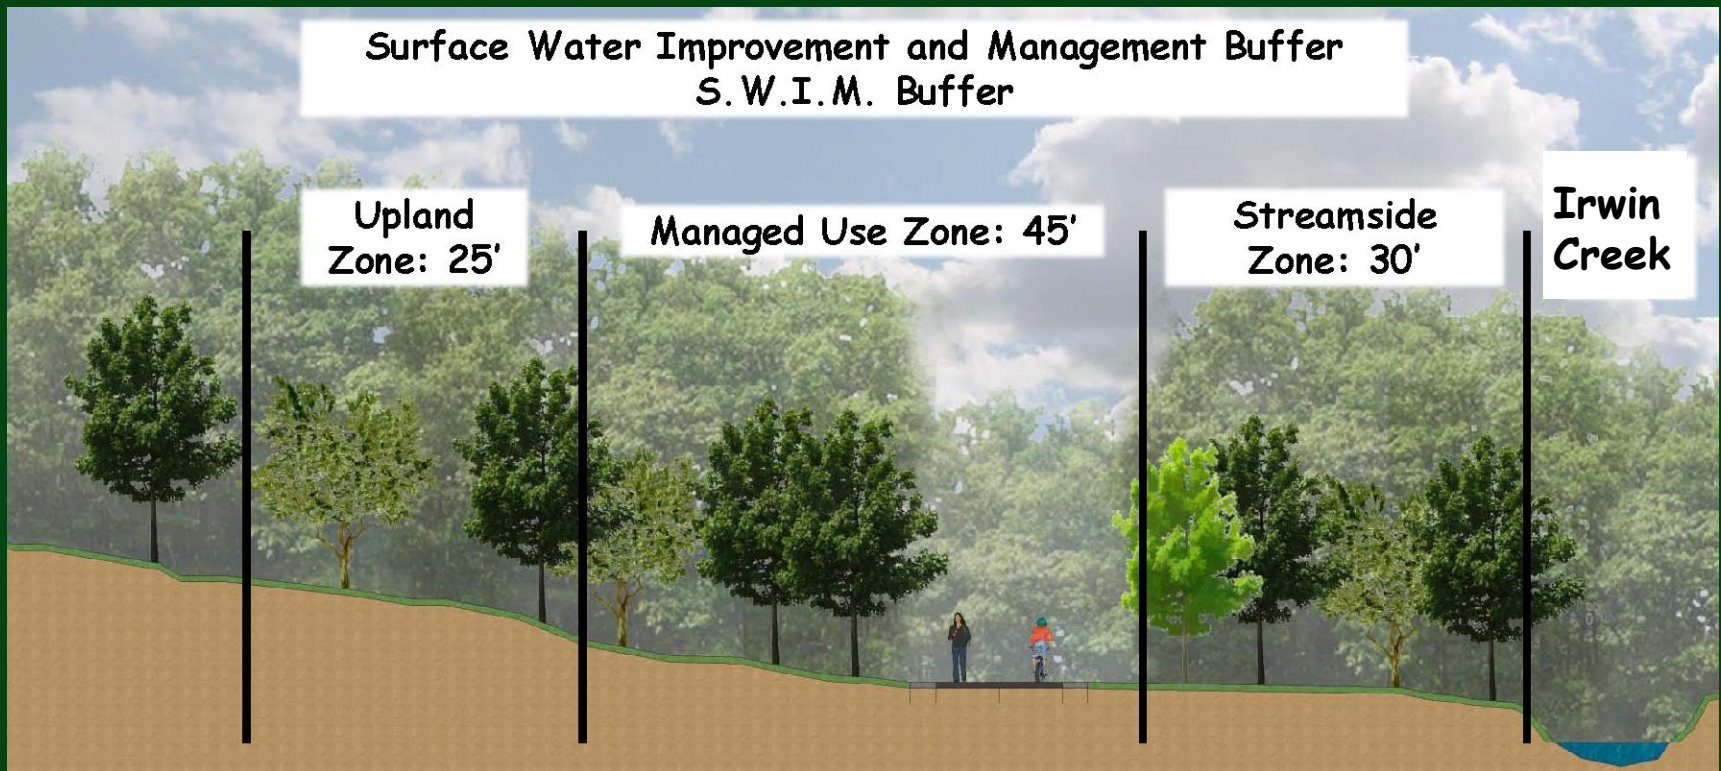 Surface Water Improvement and Management Buffer
S.W.I.M. Buffer
Upland
Zone: 25'
Managed Use Zone: 45'
Streamside
Zone: 30'
Irwin
Creek